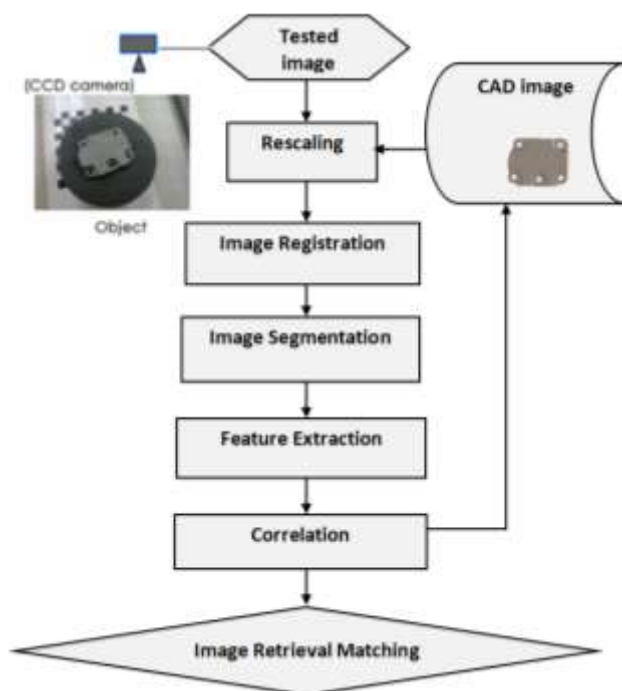 Tested
image
(CCD camera)
CAD image
Rescaling
Object
Image Registration
Image Segmentation
Feature Extraction
Correlation
Image Retrieval Matching